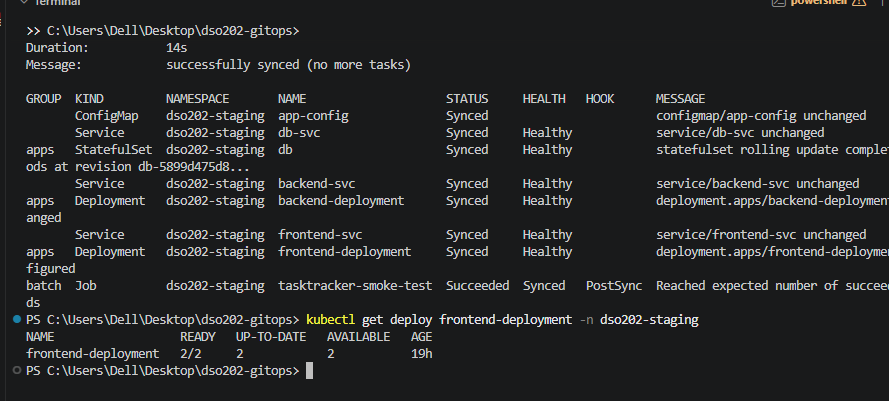 Terminal
powershell
>> C:\Users\Dell\Desktop\dso202-gitops>
Duration:           14s
Message:            successfully synced (no more tasks)
GROUP  KIND         NAMESPACE       NAME                    STATUS     HEALTH   HOOK      MESSAGE
       ConfigMap    dso202-staging  app-config              Synced                        configmap/app-config unchanged
       Service      dso202-staging  db-svc                  Synced     Healthy            service/db-svc unchanged
apps   StatefulSet  dso202-staging  db                      Synced     Healthy            statefulset rolling update complet
ods at revision db-5899d475d8...
       Service      dso202-staging  backend-svc             Synced     Healthy            service/backend-svc unchanged
apps   Deployment   dso202-staging  backend-deployment      Synced     Healthy            deployment.apps/backend-deployment
anged
       Service      dso202-staging  frontend-svc            Synced     Healthy            service/frontend-svc unchanged
apps   Deployment   dso202-staging  frontend-deployment     Synced     Healthy            deployment.apps/frontend-deploymen
figured
batch  Job          dso202-staging  tasktracker-smoke-test  Succeeded  Synced   PostSync  Reached expected number of succee
ds
PS C:\Users\Dell\Desktop\dso202-gitops> kubectl get deploy frontend-deployment -n dso202-staging
NAME                  READY   UP-TO-DATE   AVAILABLE   AGE
frontend-deployment   2/2     2            2           19h
PS C:\Users\Dell\Desktop\dso202-gitops>